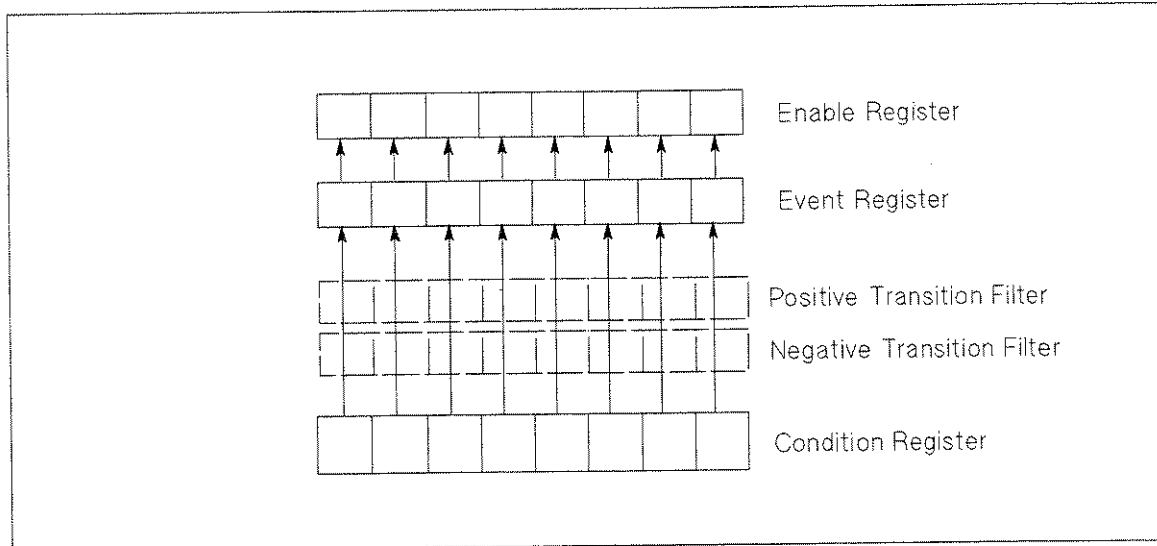 Enable Register
Event Register
Positive Transition Filter
Negative Transition Filter
Condition Register